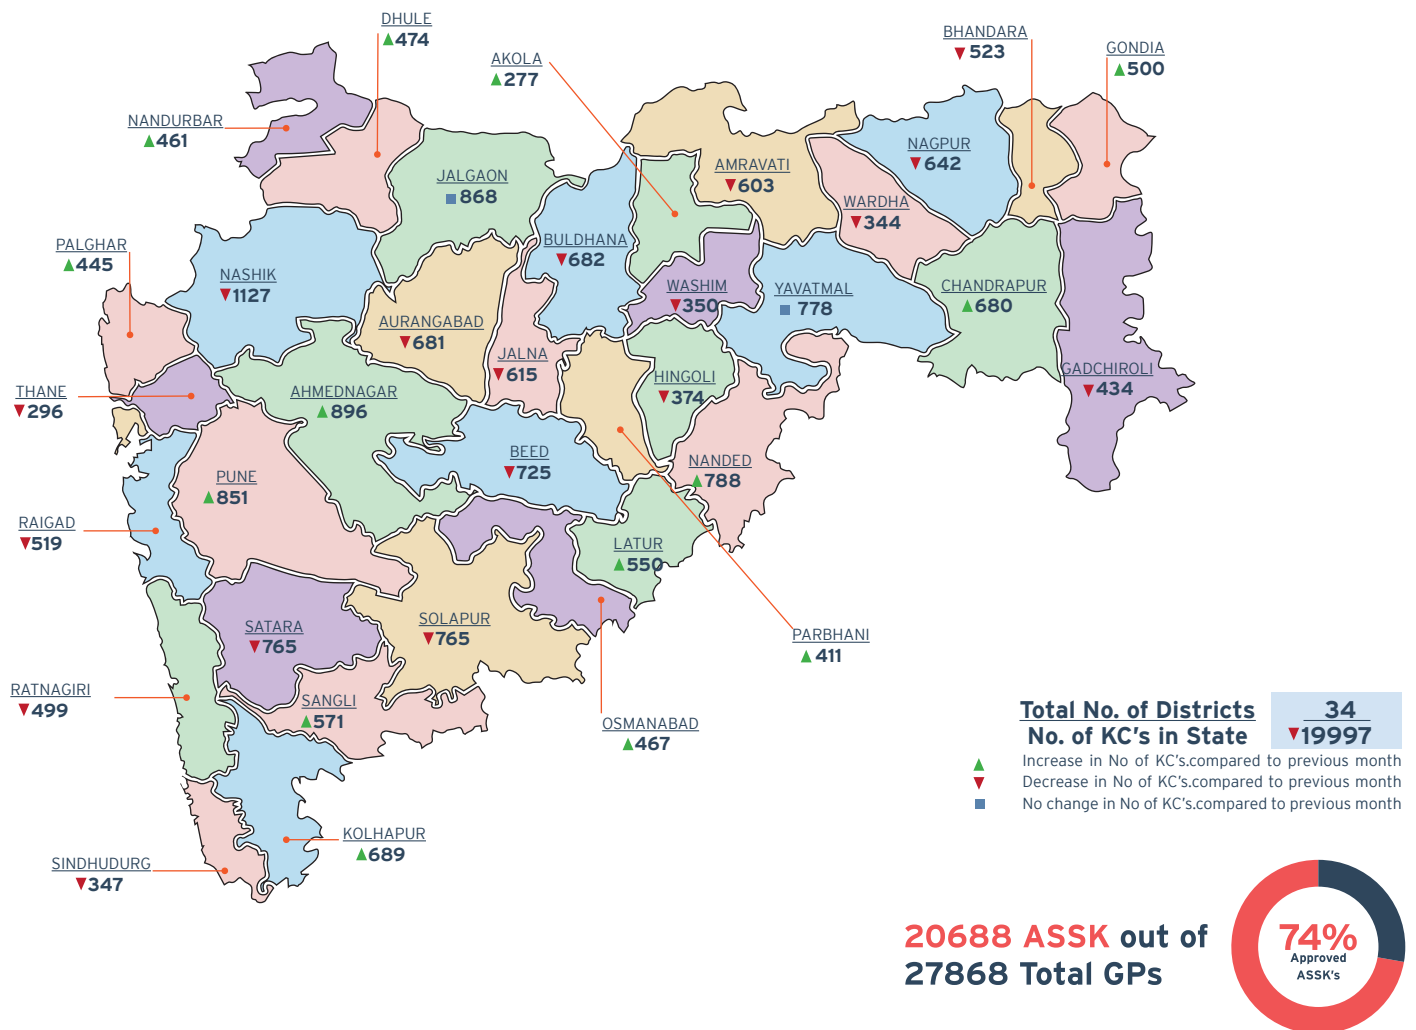 DHULE
474
BHANDARA
523
GONDIA
500
AKOLA
277
NANDURBAR
461
NAGPUR
642
AMRAVATI
603
JALGAON
868
WARDHA
344
PALGHAR
445
BULDHANA
682
NASHIK
1127
WASHIM
350
YAVATMAL
778
CHANDRAPUR
680
AURANGABAD
681
JALNA
615
HINGOLI
374
GADCHIROLI
434
THANE
296
AHMEDNAGAR
896
BEED
725
NANDED
788
PUNE
851
RAIGAD
519
LATUR
550
SATARA
765
SOLAPUR
765
PARBHANI
411
RATNAGIRI
499
SANGLI
571
OSMANABAD
467
KOLHAPUR
689
SINDHUDURG
347
Total No. of Districts 34
No. of KC's in State 19997
Increase in No of KC's.compared to previous month
Decrease in No of KC's.compared to previous month
No change in No of KC's.compared to previous month
20688 ASSK out of
27868 Total GPs
74%
Approved
ASSK's